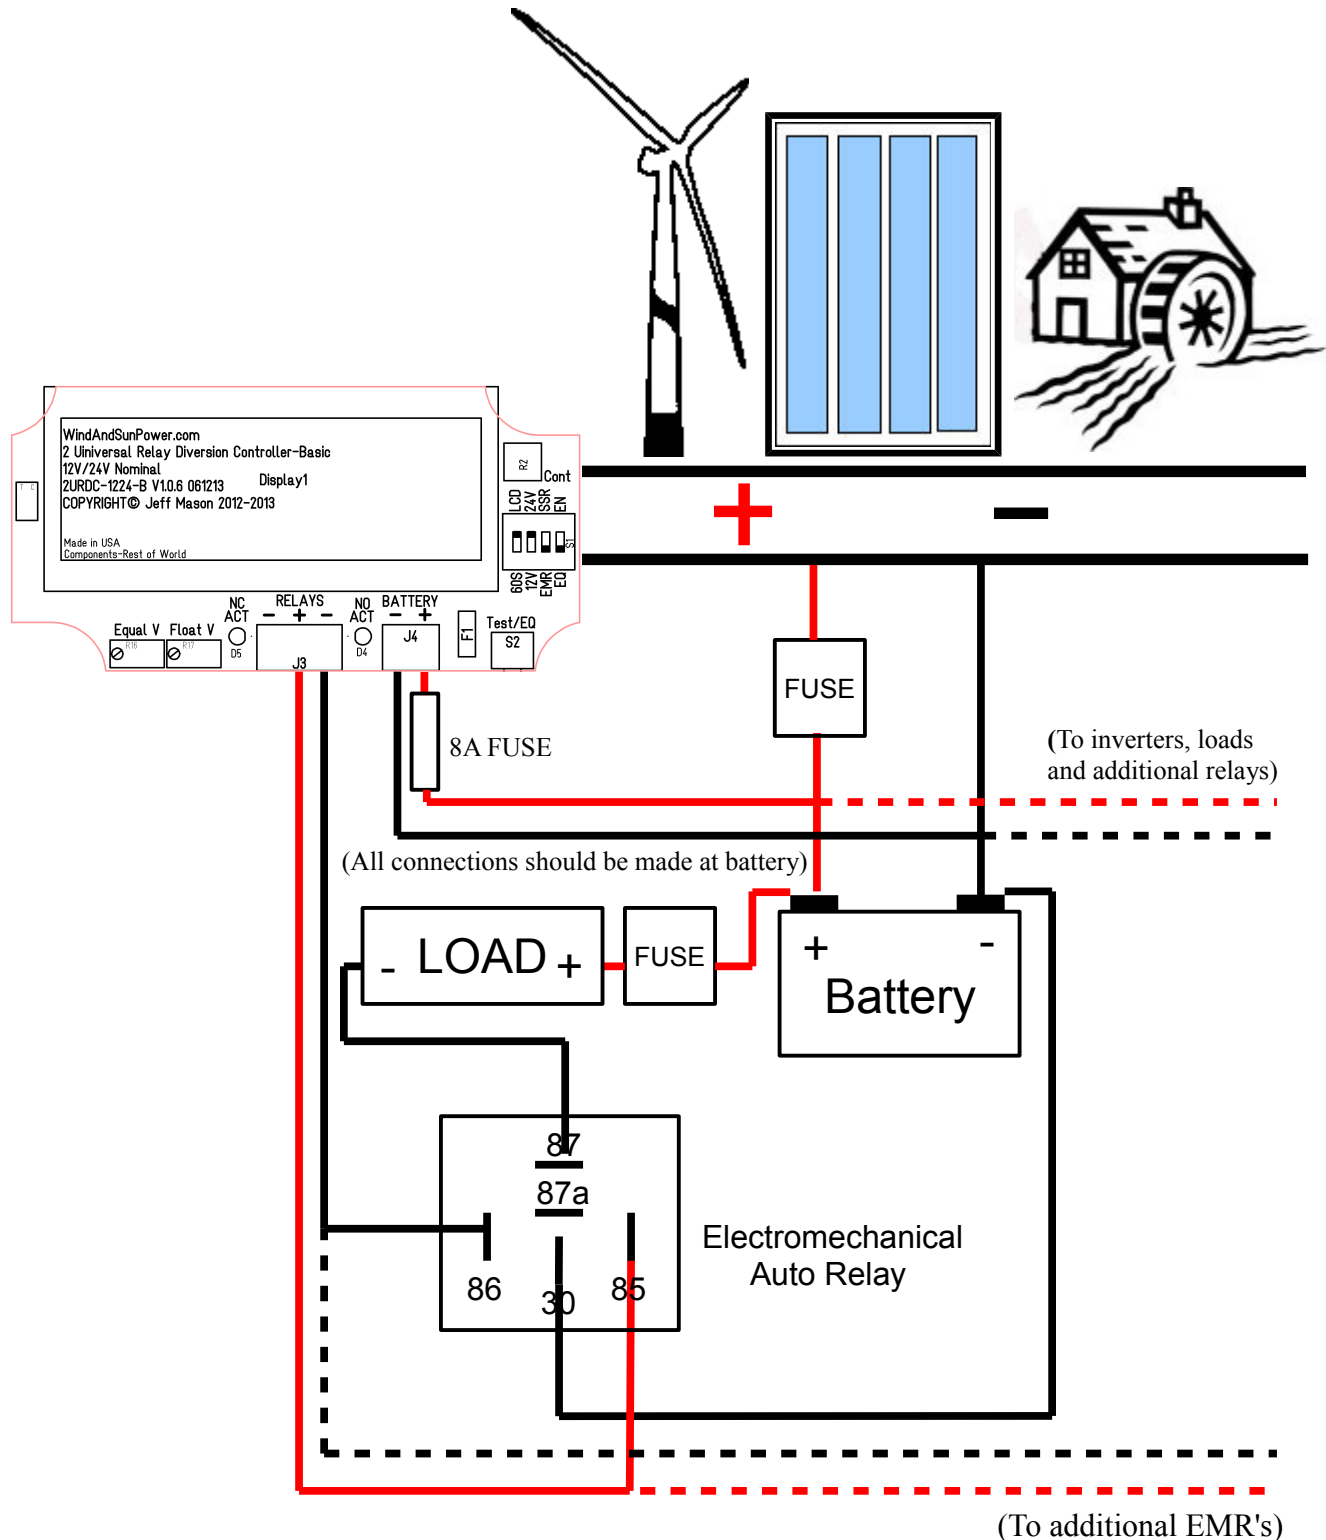 WindAndSunPower.com
2 Uiniversal Relay Diversion Controller-Basic
12V/24V Nominal
2URDC-1224-B V1.0.6 061213
Display1
COPYRIGHT© Jeff Mason 2012-2013
Made in USA
Components-Rest of World
T C
R2
Cont
LCD
24V
SSR
EN
S1
60S
12V
EMR
EQ
NC
ACT
D5
RELAYS
- + -
J3
NO
ACT
D4
BATTERY
- +
J4
F1
Test/EQ
S2
Equal V
R16
Float V
R17
+
-
FUSE
8A FUSE
(To inverters, loads
and additional relays)
(All connections should be made at battery)
- LOAD +
FUSE
+ -
Battery
87
87a
86
30
85
Electromechanical
Auto Relay
(To additional EMR's)